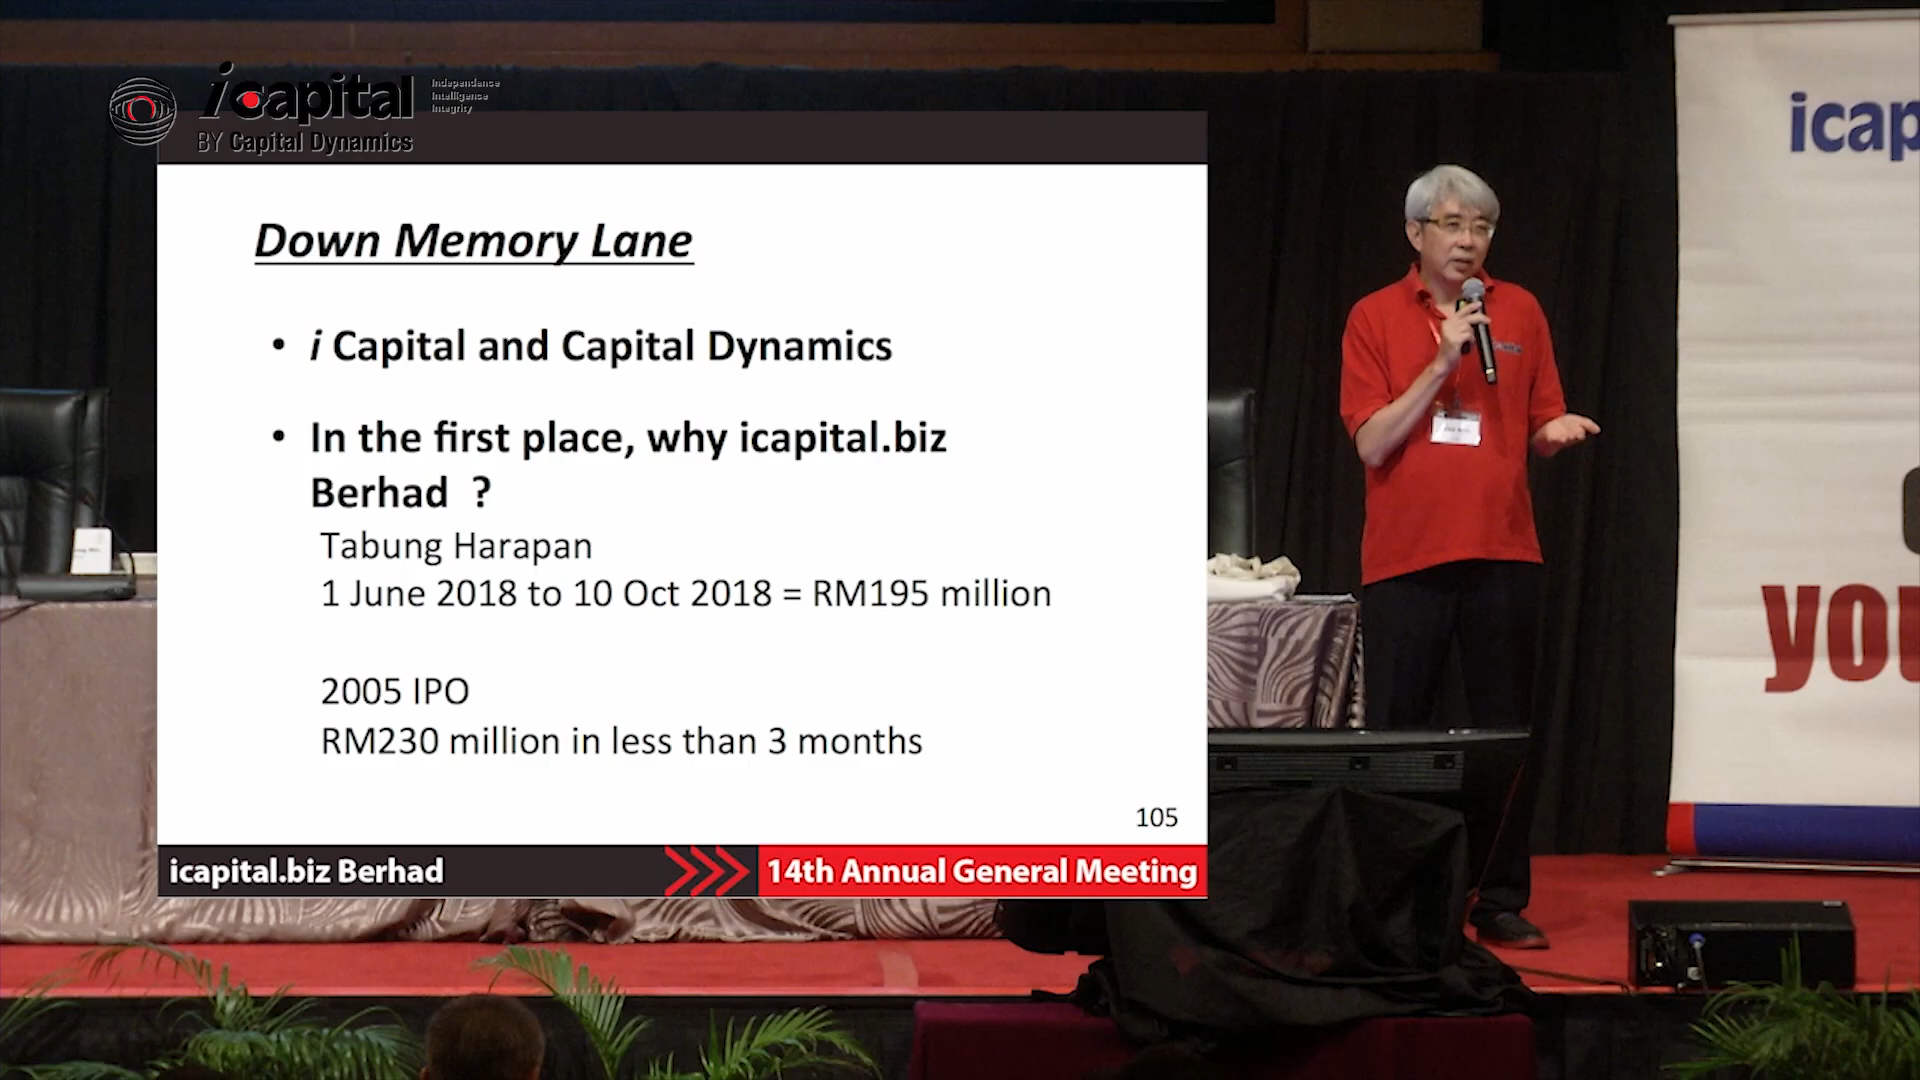 icapital
BY Capital Dynamics
Independence
Intelligence
Integrity
Down Memory Lane
• i Capital and Capital Dynamics
• In the first place, why icapital.biz
Berhad ?
Tabung Harapan
1 June 2018 to 10 Oct 2018 = RM195 million
2005 IPO
RM230 million in less than 3 months
105
icapital.biz Berhad
14th Annual General Meeting
icap
you